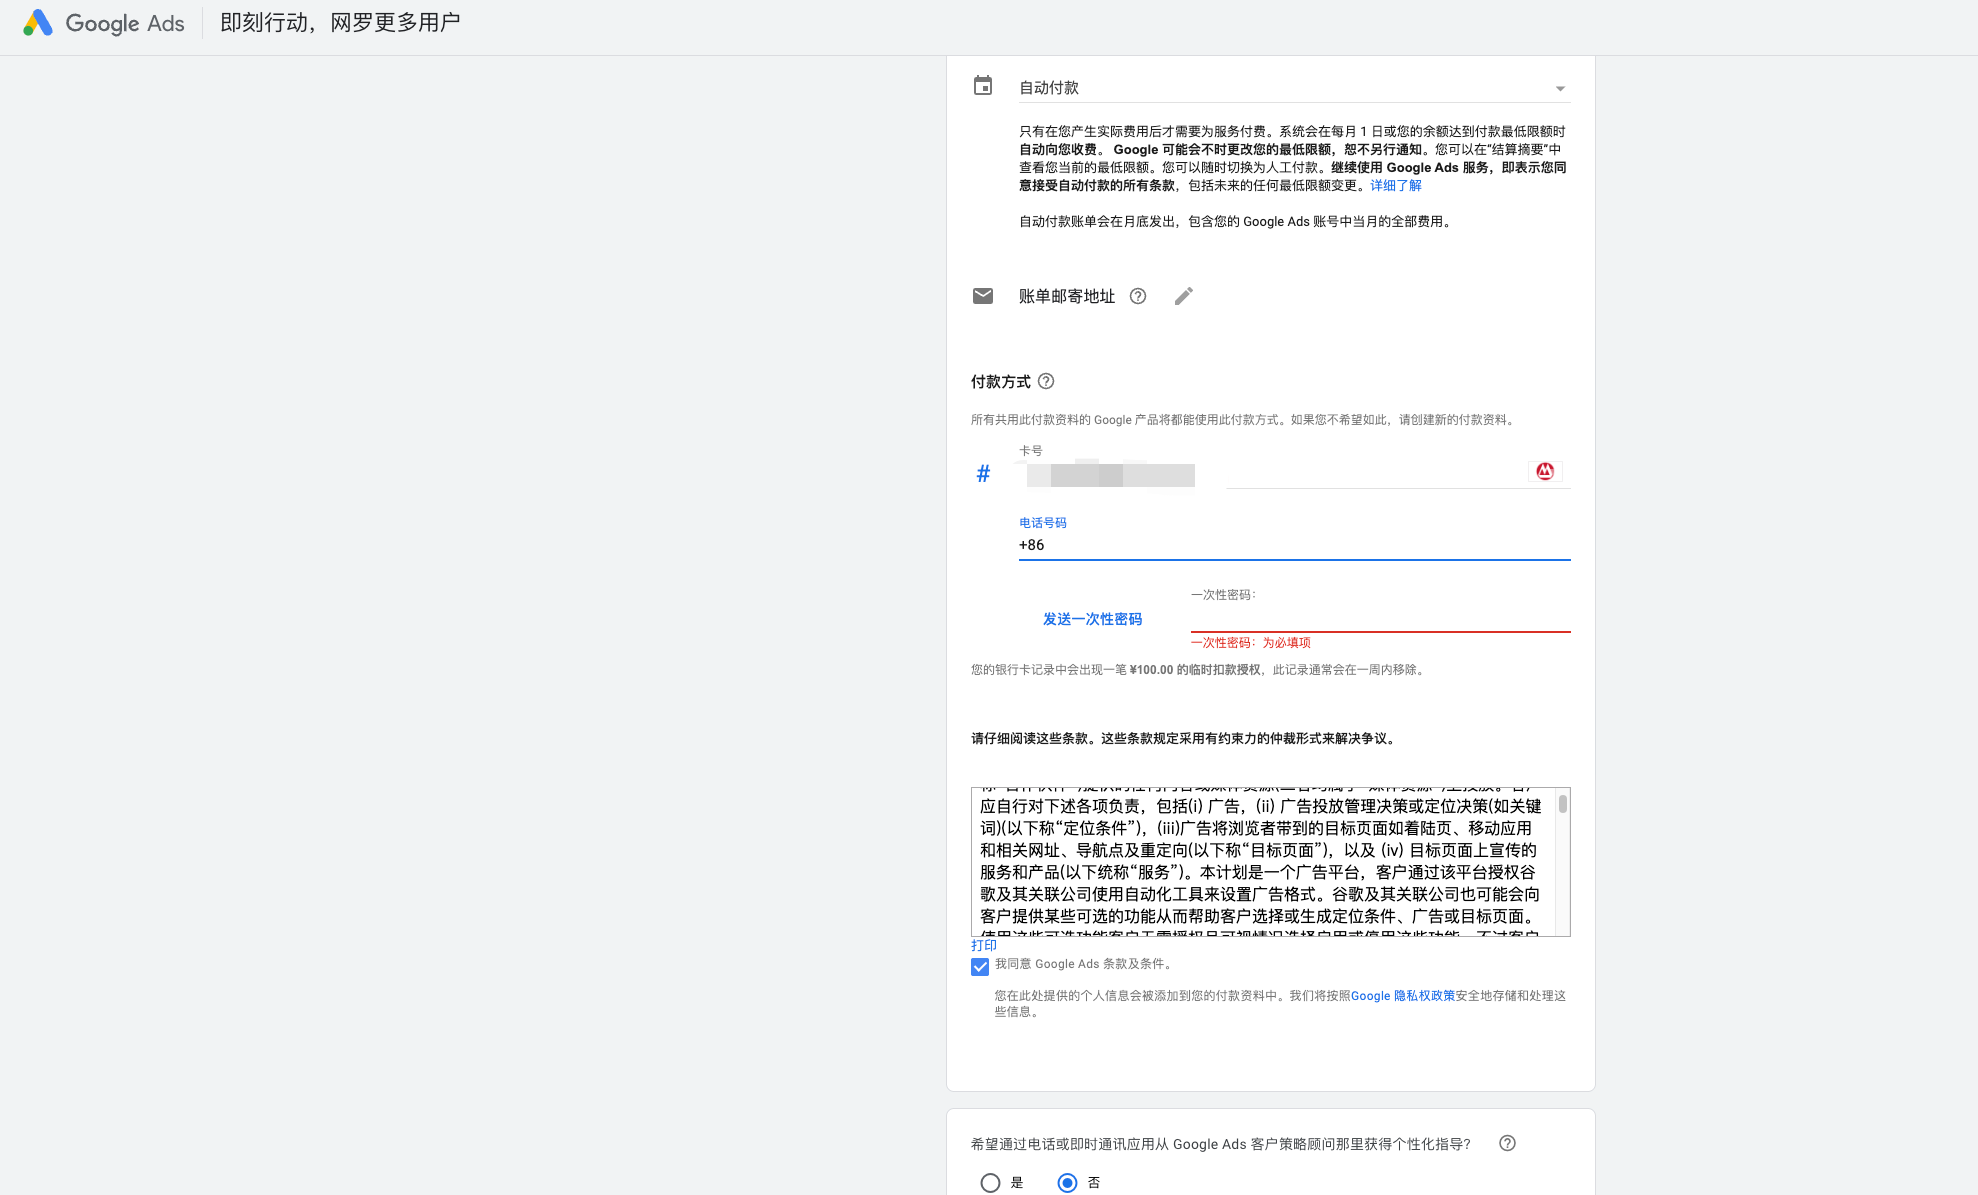 Google Ads
即刻行动，网罗更多用户
自动付款
只有在您产生实际费用后才需要为服务付费。系统会在每月 1 日或您的余额达到付款最低限额时
自动向您收费。 Google 可能会不时更改您的最低限额，恕不另行通知。您可以在“结算摘要”中
查看您当前的最低限额。您可以随时切换为人工付款。继续使用 Google Ads 服务，即表示您同
意接受自动付款的所有条款，包括未来的任何最低限额变更。详细了解
自动付款账单会在月底发出，包含您的 Google Ads 账号中当月的全部费用。
账单邮寄地址
付款方式
所有共用此付款资料的 Google 产品将都能使用此付款方式。如果您不希望如此，请创建新的付款资料。
卡号
#
电话号码
+86
一次性密码：
发送一次性密码
一次性密码：为必填项
您的银行卡记录中会出现一笔 ¥100.00 的临时扣款授权，此记录通常会在一周内移除。
请仔细阅读这些条款。这些条款规定采用有约束力的仲裁形式来解决争议。
应自行对下述各项负责，包括(i) 广告，(ii) 广告投放管理决策或定位决策(如关键
词)(以下称“定位条件”)，(iii)广告将浏览者带到的目标页面如着陆页、移动应用
和相关网址、导航点及重定向(以下称“目标页面”)，以及 (iv) 目标页面上宣传的
服务和产品(以下统称“服务”)。本计划是一个广告平台，客户通过该平台授权谷
歌及其关联公司使用自动化工具来设置广告格式。谷歌及其关联公司也可能会向
客户提供某些可选的功能从而帮助客户选择或生成定位条件、广告或目标页面。
打印
我同意 Google Ads 条款及条件。
您在此处提供的个人信息会被添加到您的付款资料中。我们将按照Google 隐私权政策安全地存储和处理这
些信息。
希望通过电话或即时通讯应用从 Google Ads 客户策略顾问那里获得个性化指导?
是
否